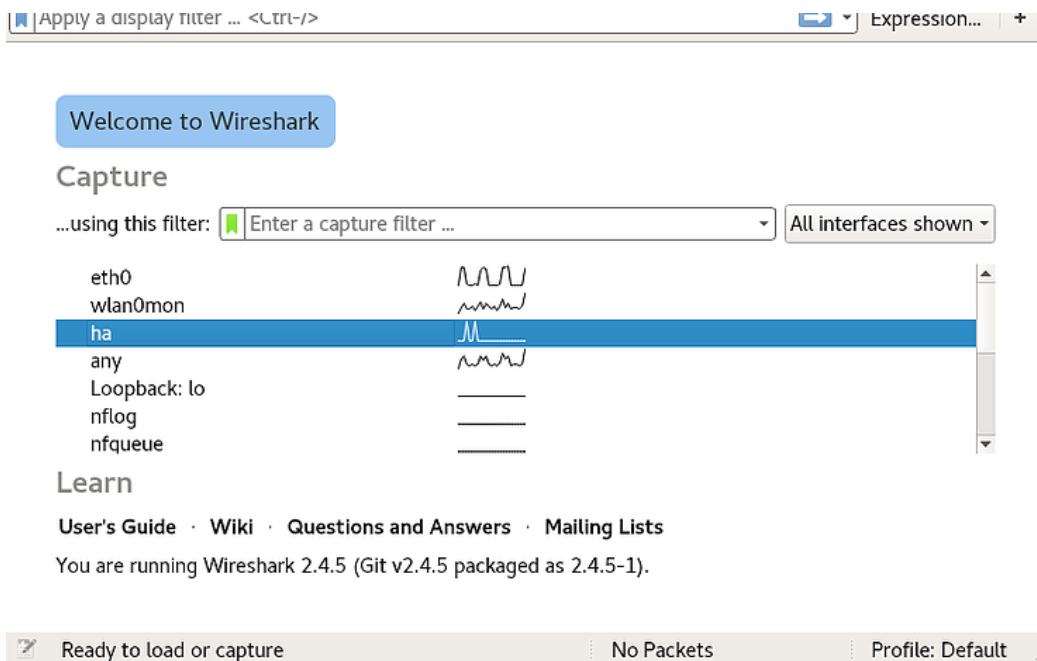 Apply a display filter ... <Ctrl-/> Expression... +
Welcome to Wireshark
Capture
...using this filter: Enter a capture filter ... All interfaces shown
eth0
wlan0mon
ha
any
Loopback: lo
nflog
nfqueue
Learn
User's Guide · Wiki · Questions and Answers · Mailing Lists
You are running Wireshark 2.4.5 (Git v2.4.5 packaged as 2.4.5-1).
Ready to load or capture No Packets Profile: Default